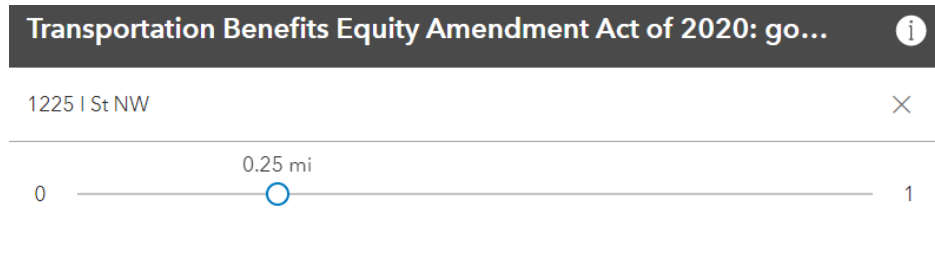 Transportation Benefits Equity Amendment Act of 2020: go...
i
1225 I St NW
0.25 mi
0
1